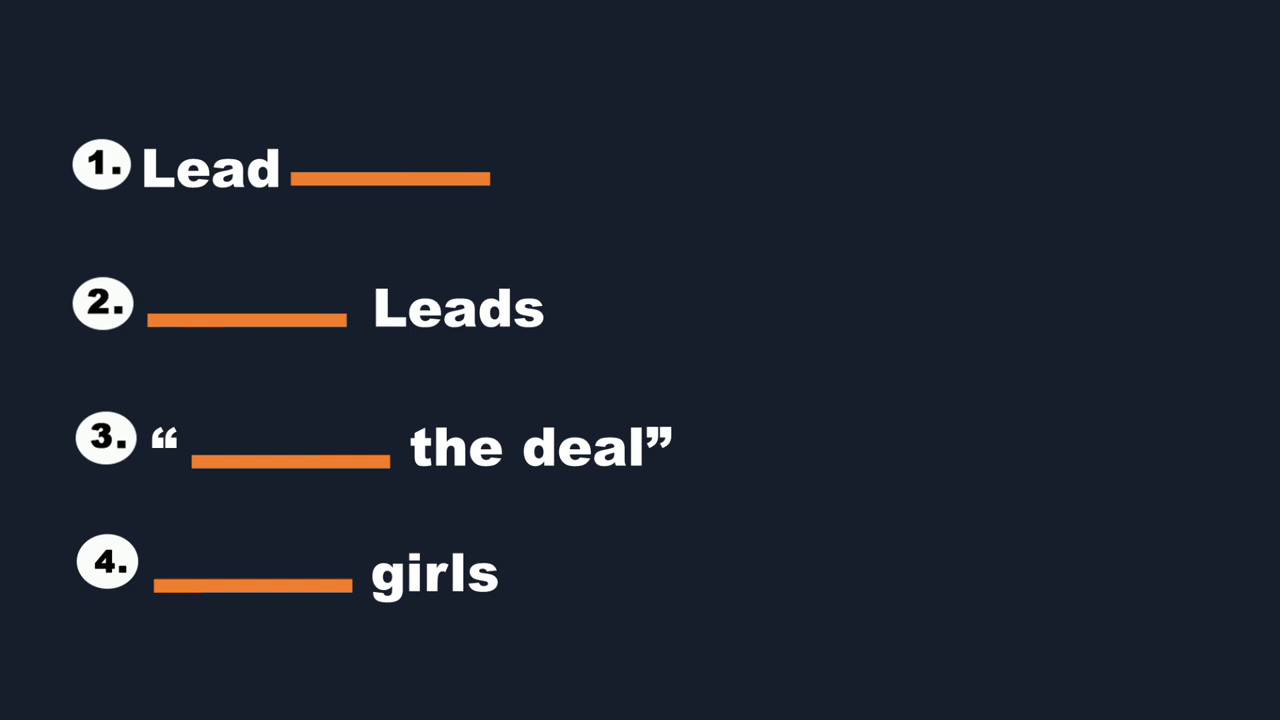 1. Lead
2. Leads
3. “ the deal”
4. girls